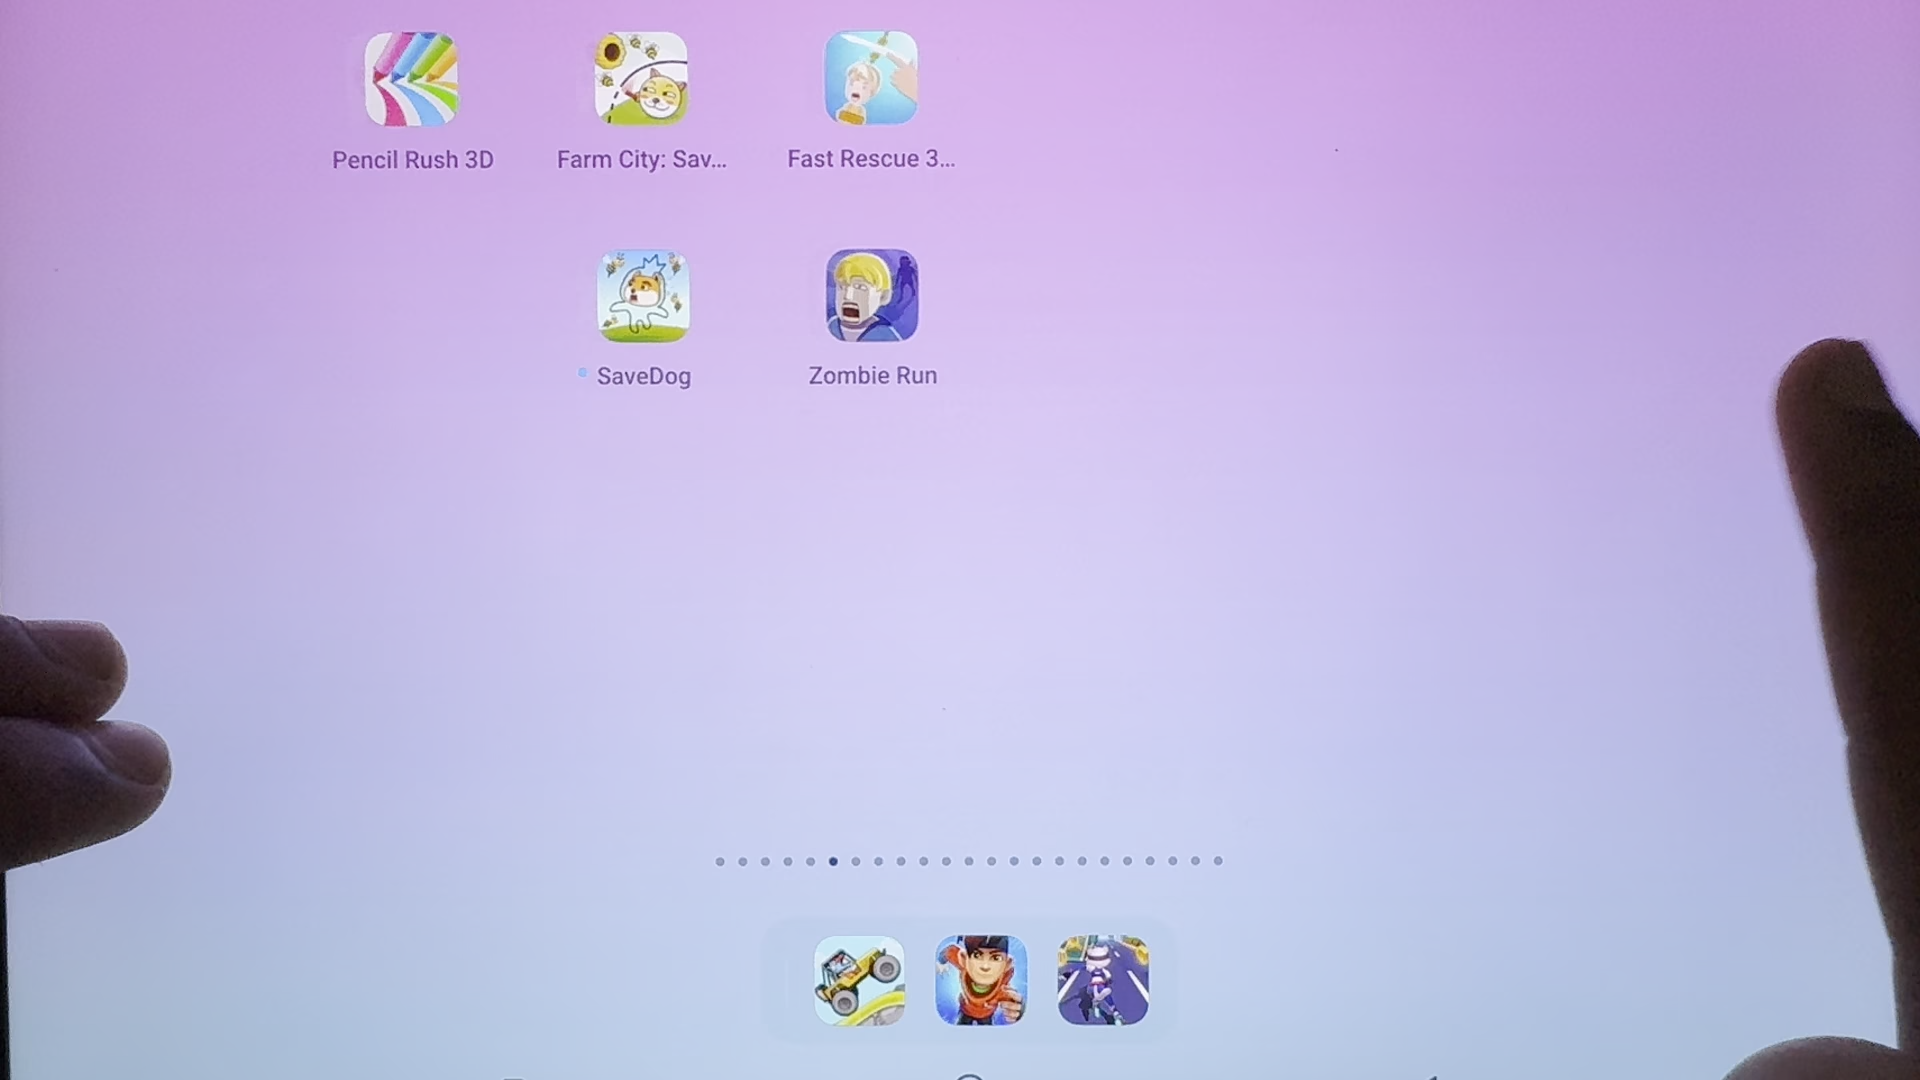 Pencil Rush 3D
Farm City: Sav...
Fast Rescue 3...
SaveDog
Zombie Run